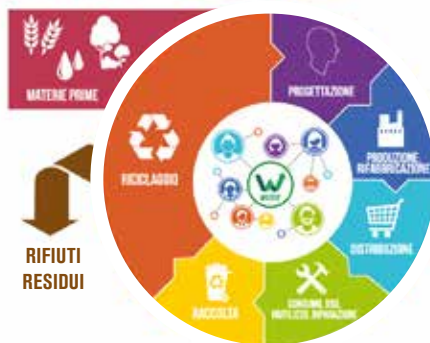 MATERIE PRIME
PROGETTAZIONE
PRODUZIONE
RIFABBRICAZIONE
DISTRIBUZIONE
CONSUMO, USO,
RIUTILIZZO, RIPARAZIONE
RACCOLTA
RICICLAGGIO
RIFIUTI
RESIDUI
W